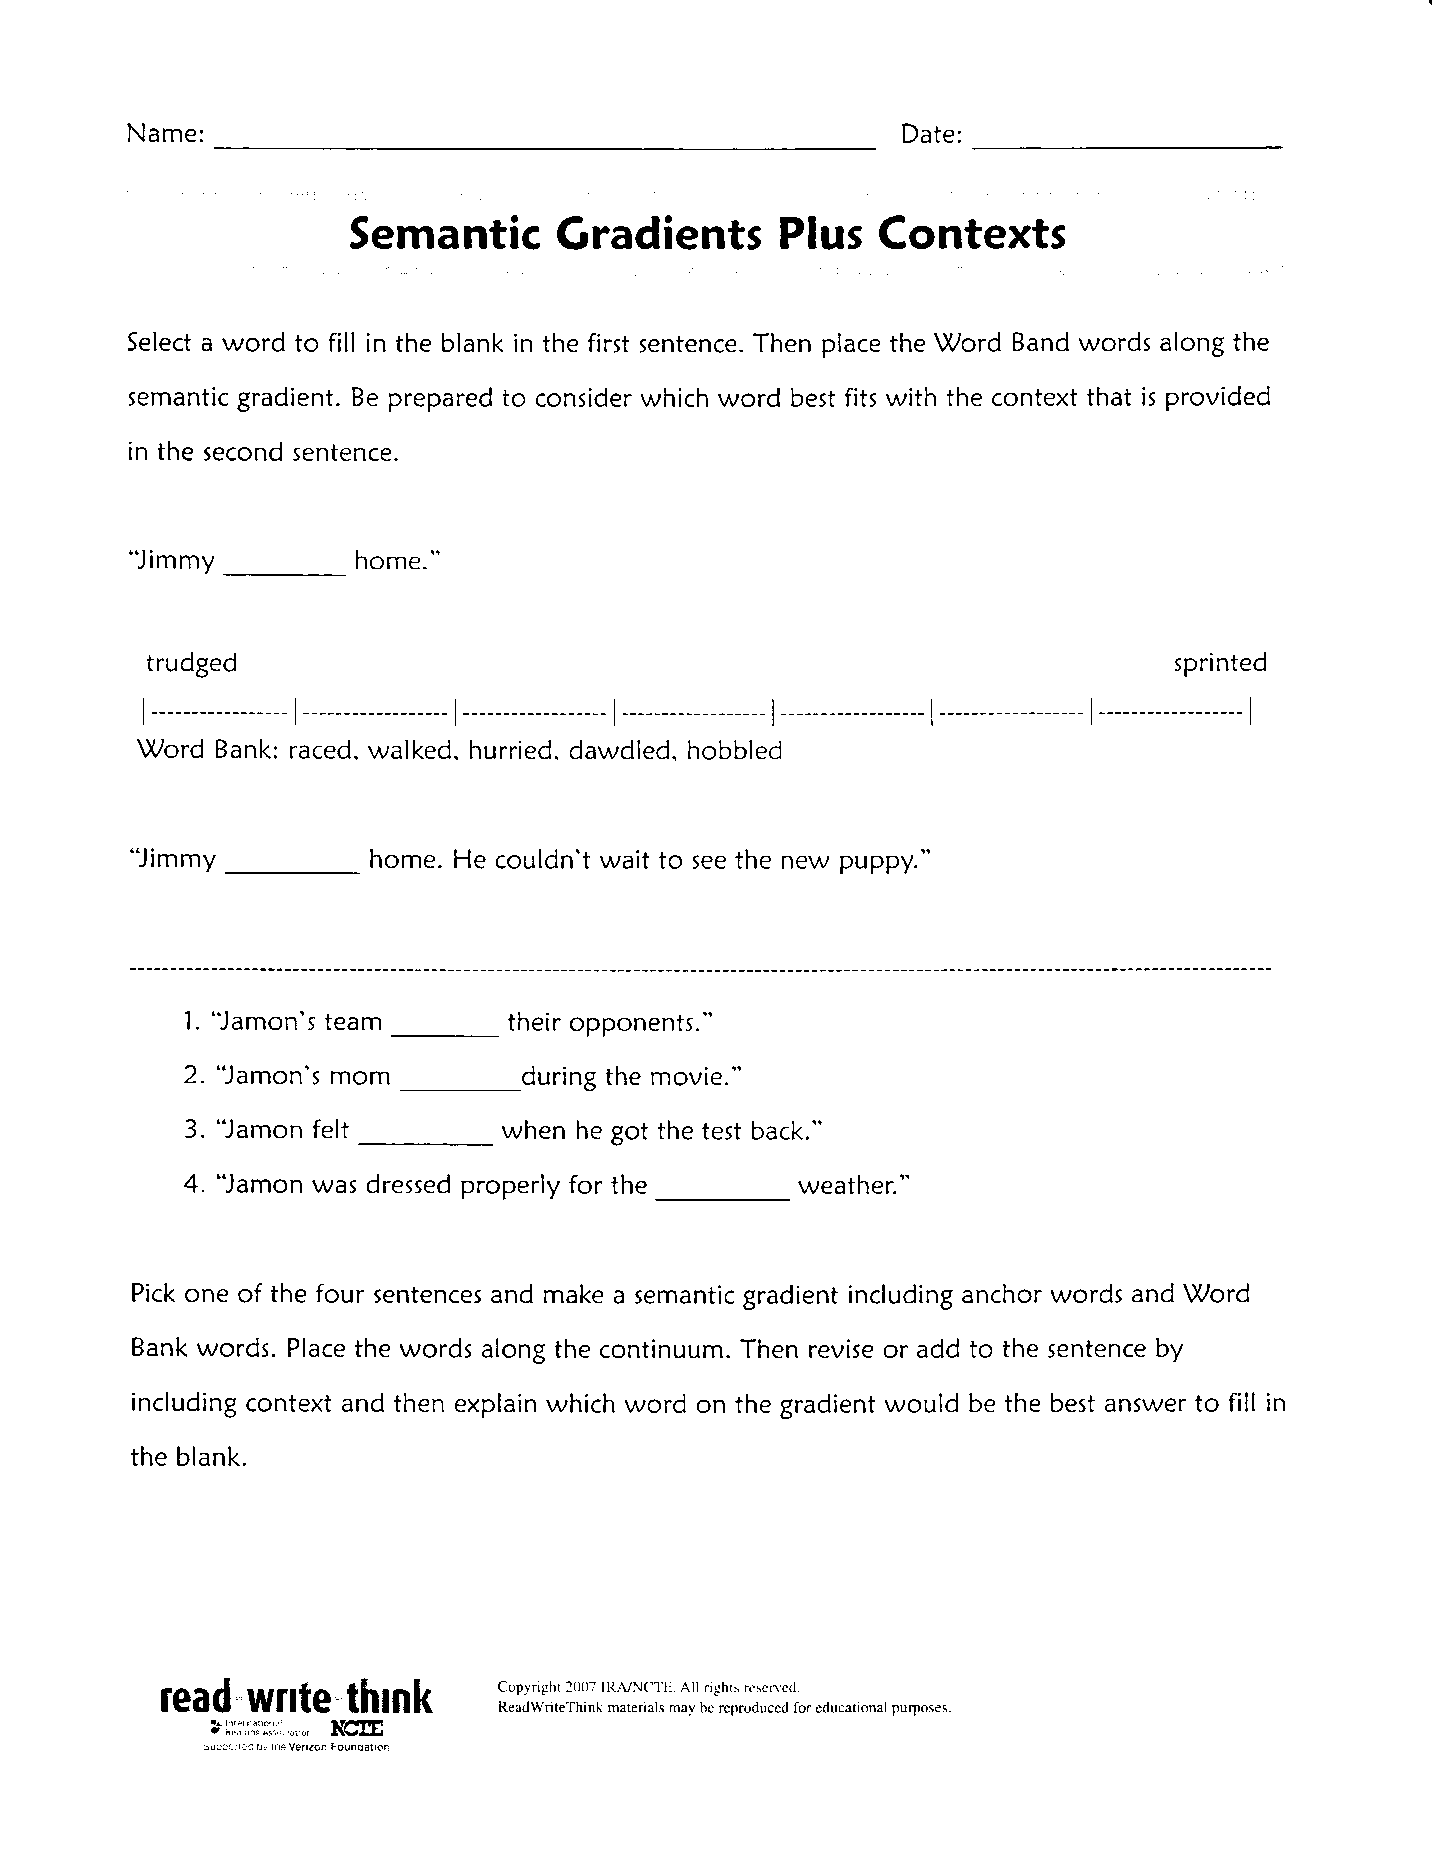 Name: ____________ Date: ____________
Semantic Gradients Plus Contexts
Select a word to fill in the blank in the first sentence. Then place the Word Band words along the
semantic gradient. Be prepared to consider which word best fits with the context that is provided
in the second sentence.
“Jimmy ________ home.”
trudged sprinted
|-----------------|------------------|------------------|------------------|------------------|------------------|------------------|
Word Bank: raced, walked, hurried, dawdled, hobbled
“Jimmy _________ home. He couldn't wait to see the new puppy.”
1. “Jamon's team _______ their opponents.”
2. “Jamon's mom ________during the movie.”
3. “Jamon felt _________ when he got the test back.”
4. “Jamon was dressed properly for the _________ weather.”
Pick one of the four sentences and make a semantic gradient including anchor words and Word
Bank words. Place the words along the continuum. Then revise or add to the sentence by
including context and then explain which word on the gradient would be the best answer to fill in
the blank.
read·write·think
Copyright 2007 IRA/NCTE. All rights reserved.
ReadWriteThink materials may be reproduced for educational purposes.
International
NCTE
Verizon Foundation